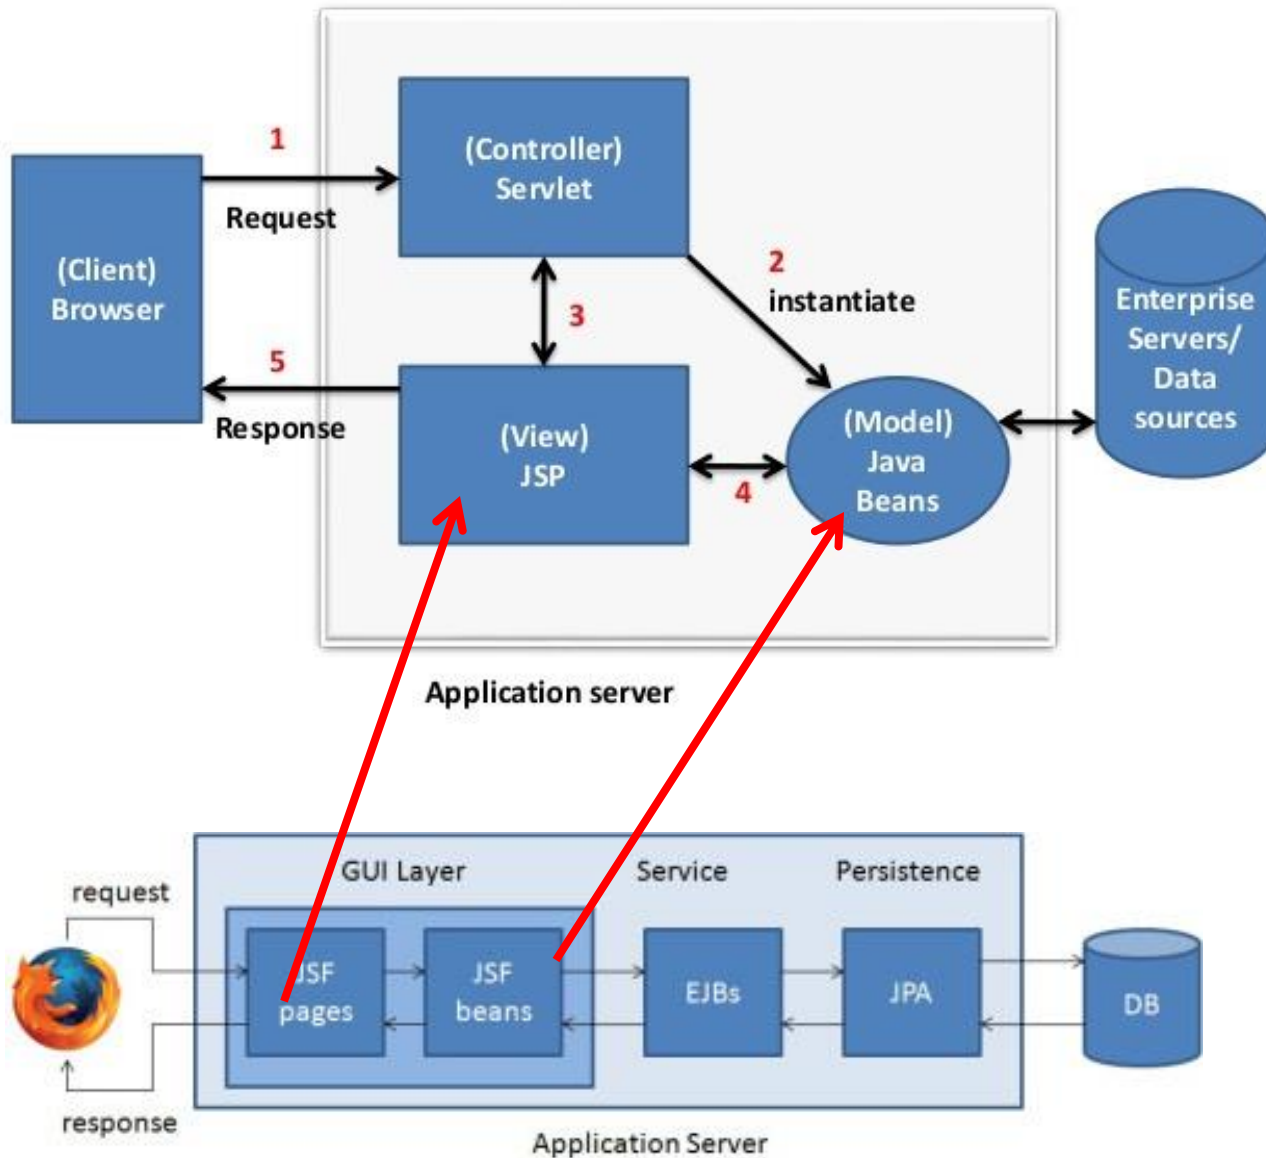 1
Request
(Controller)
Servlet
(Client)
Browser
2
instantiate
3
Enterprise
Servers/
Data
sources
5
Response
(View)
JSP
4
(Model)
Java
Beans
Application server
GUI Layer
Service
Persistence
request
JSF
pages
JSF
beans
EJBs
JPA
DB
response
Application Server